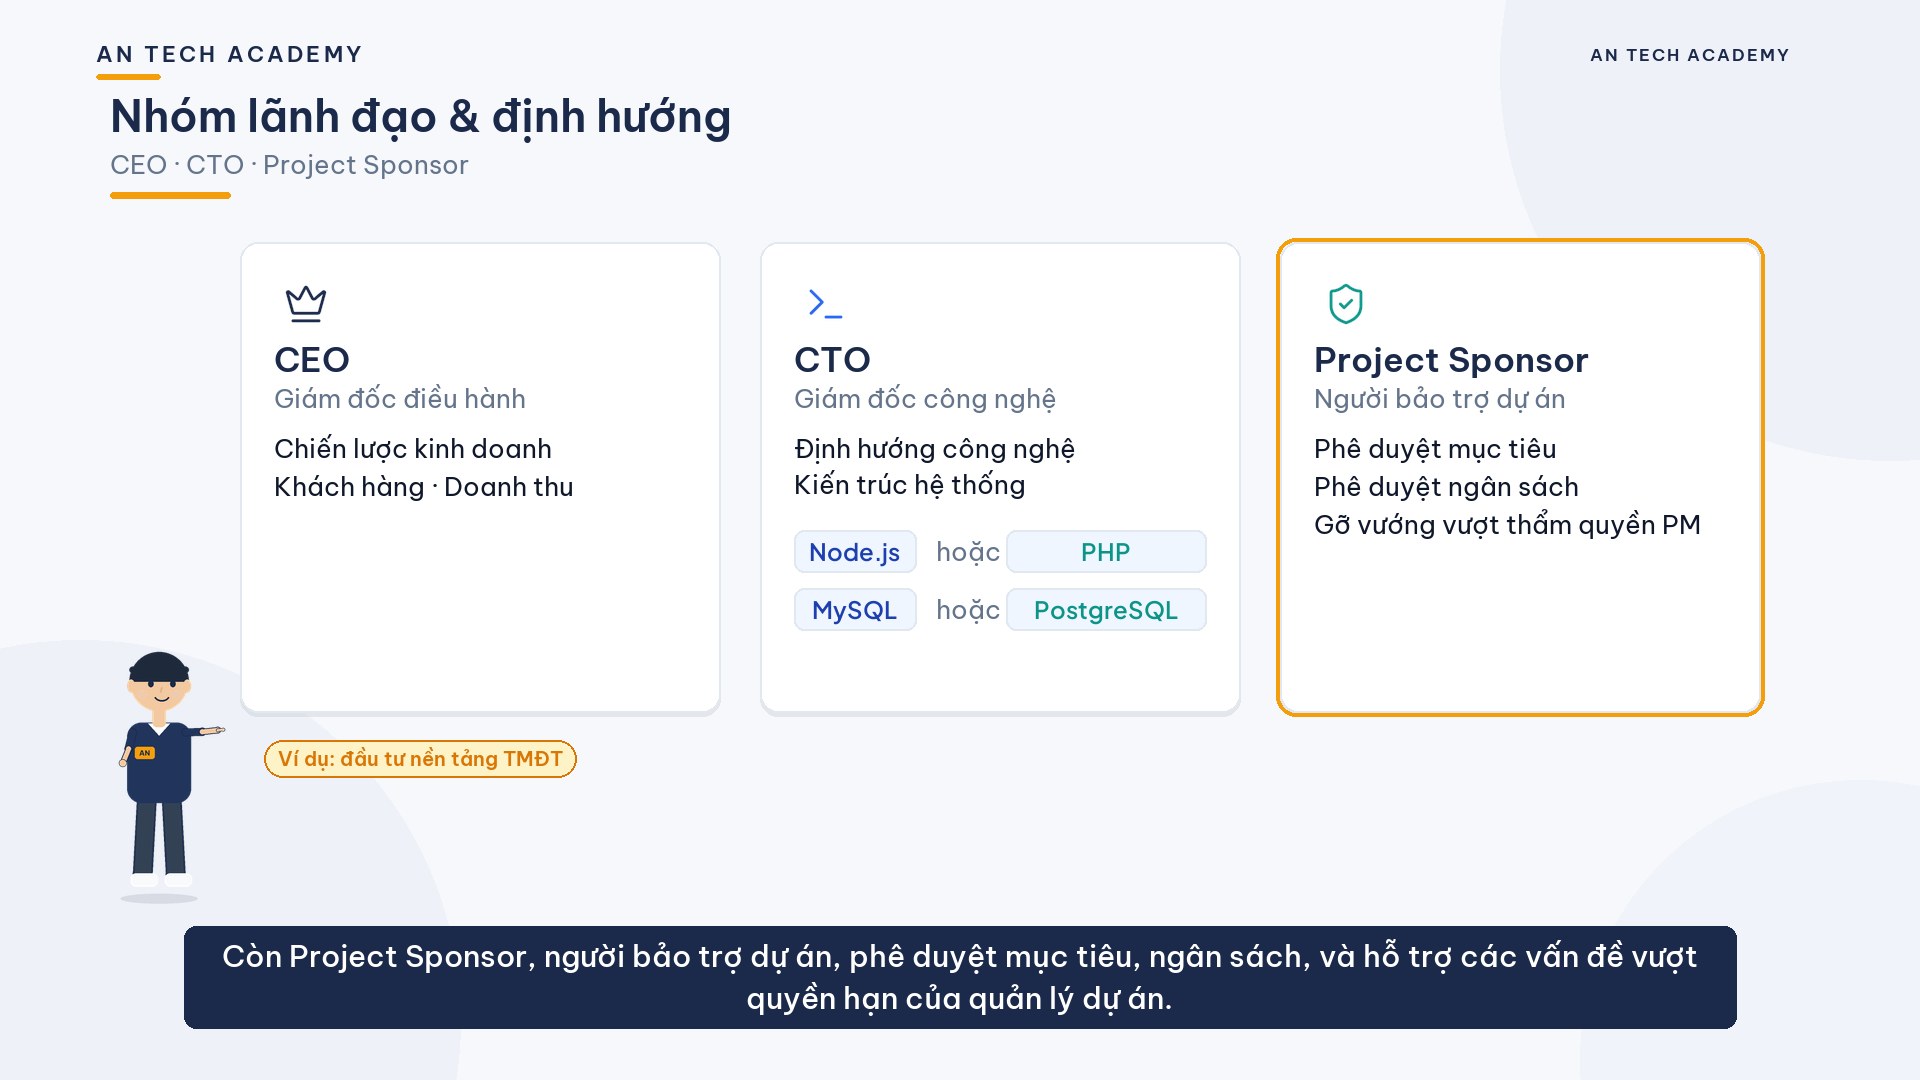 AN TECH ACADEMY
AN TECH ACADEMY
Nhóm lãnh đạo & định hướng
CEO · CTO · Project Sponsor
CEO
Giám đốc điều hành
Chiến lược kinh doanh
Khách hàng · Doanh thu
CTO
Giám đốc công nghệ
Định hướng công nghệ
Kiến trúc hệ thống
Node.js hoặc PHP
MySQL hoặc PostgreSQL
Project Sponsor
Người bảo trợ dự án
Phê duyệt mục tiêu
Phê duyệt ngân sách
Gỡ vướng vượt thẩm quyền PM
AN
Ví dụ: đầu tư nền tảng TMĐT
Còn Project Sponsor, người bảo trợ dự án, phê duyệt mục tiêu, ngân sách, và hỗ trợ các vấn đề vượt
quyền hạn của quản lý dự án.